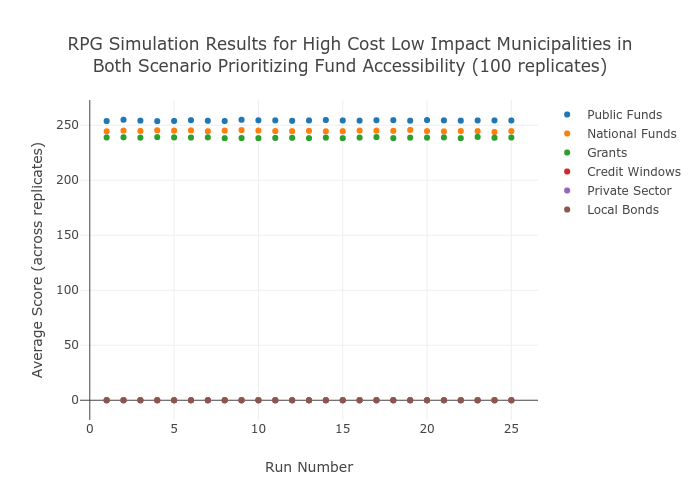 RPG Simulation Results for High Cost Low Impact Municipalities in
Both Scenario Prioritizing Fund Accessibility (100 replicates)
Public Funds
National Funds
Grants
Credit Windows
Private Sector
Local Bonds
Average Score (across replicates)
250
200
150
100
50
0
0
5
10
15
20
25
Run Number